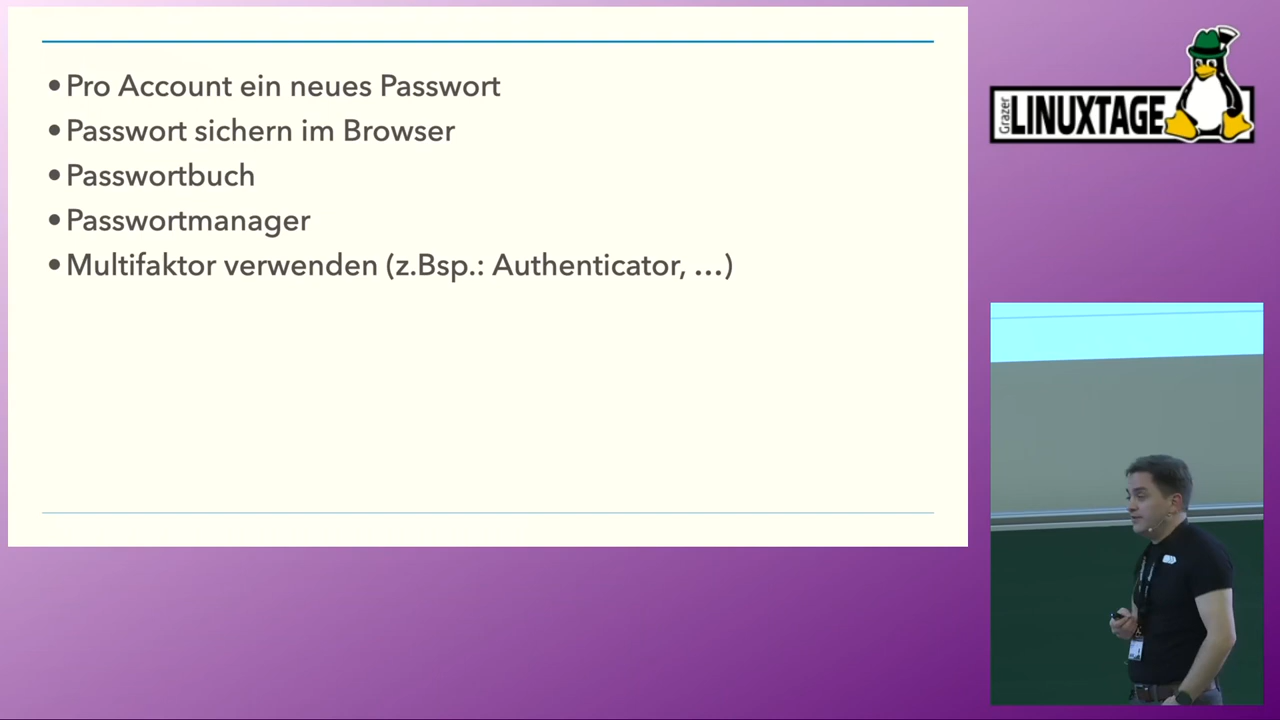 •Pro Account ein neues Passwort
•Passwort sichern im Browser
•Passwortbuch
•Passwortmanager
•Multifaktor verwenden (z.Bsp.: Authenticator, ...)
Grazer
LINUXTAGE